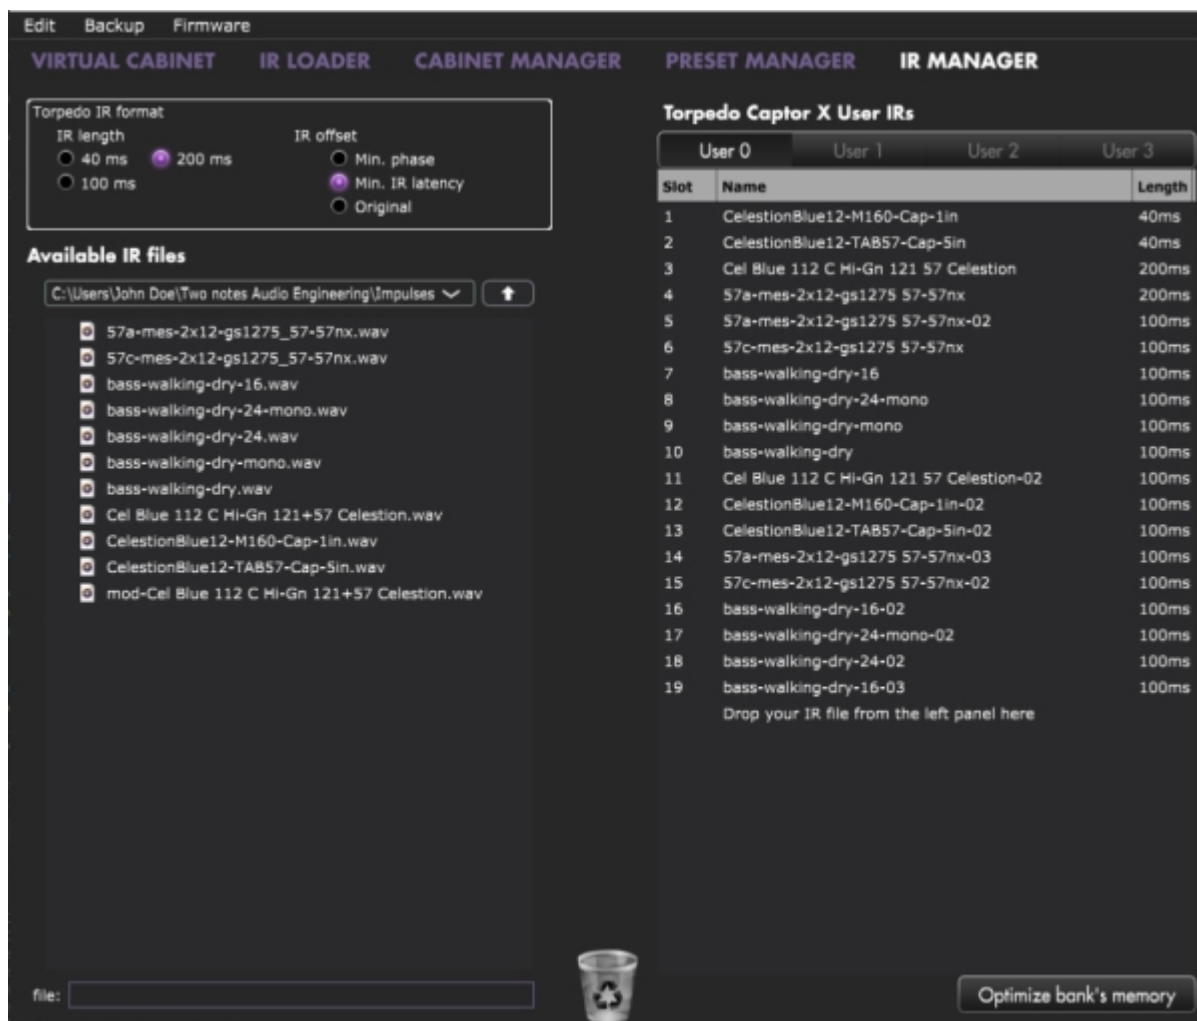 Edit Backup Firmware
VIRTUAL CABINET IR LOADER CABINET MANAGER PRESET MANAGER IR MANAGER
Torpedo IR format
IR length
40 ms 200 ms
100 ms
IR offset
Min. phase
Min. IR latency
Original
Available IR files
C:\Users\John Doe\Two notes Audio Engineering\Impulses
57a-mes-2x12-gs1275_57-57nx.wav
57c-mes-2x12-gs1275_57-57nx.wav
bass-walking-dry-16.wav
bass-walking-dry-24-mono.wav
bass-walking-dry-24.wav
bass-walking-dry-mono.wav
bass-walking-dry.wav
Cel Blue 112 C Hi-Gn 121+57 Celestion.wav
CelestionBlue12-M160-Cap-1in.wav
CelestionBlue12-TAB57-Cap-5in.wav
mod-Cel Blue 112 C Hi-Gn 121+57 Celestion.wav
file:
Torpedo Captor X User IRs
User 0 User 1 User 2 User 3
Slot Name Length
1 CelestionBlue12-M160-Cap-1in 40ms
2 CelestionBlue12-TAB57-Cap-5in 40ms
3 Cel Blue 112 C Hi-Gn 121 57 Celestion 200ms
4 57a-mes-2x12-gs1275 57-57nx 200ms
5 57a-mes-2x12-gs1275 57-57nx-02 100ms
6 57c-mes-2x12-gs1275 57-57nx 100ms
7 bass-walking-dry-16 100ms
8 bass-walking-dry-24-mono 100ms
9 bass-walking-dry-mono 100ms
10 bass-walking-dry 100ms
11 Cel Blue 112 C Hi-Gn 121 57 Celestion-02 100ms
12 CelestionBlue12-M160-Cap-1in-02 100ms
13 CelestionBlue12-TAB57-Cap-5in-02 100ms
14 57a-mes-2x12-gs1275 57-57nx-03 100ms
15 57c-mes-2x12-gs1275 57-57nx-02 100ms
16 bass-walking-dry-16-02 100ms
17 bass-walking-dry-24-mono-02 100ms
18 bass-walking-dry-24-02 100ms
19 bass-walking-dry-16-03 100ms
Drop your IR file from the left panel here
Optimize bank's memory